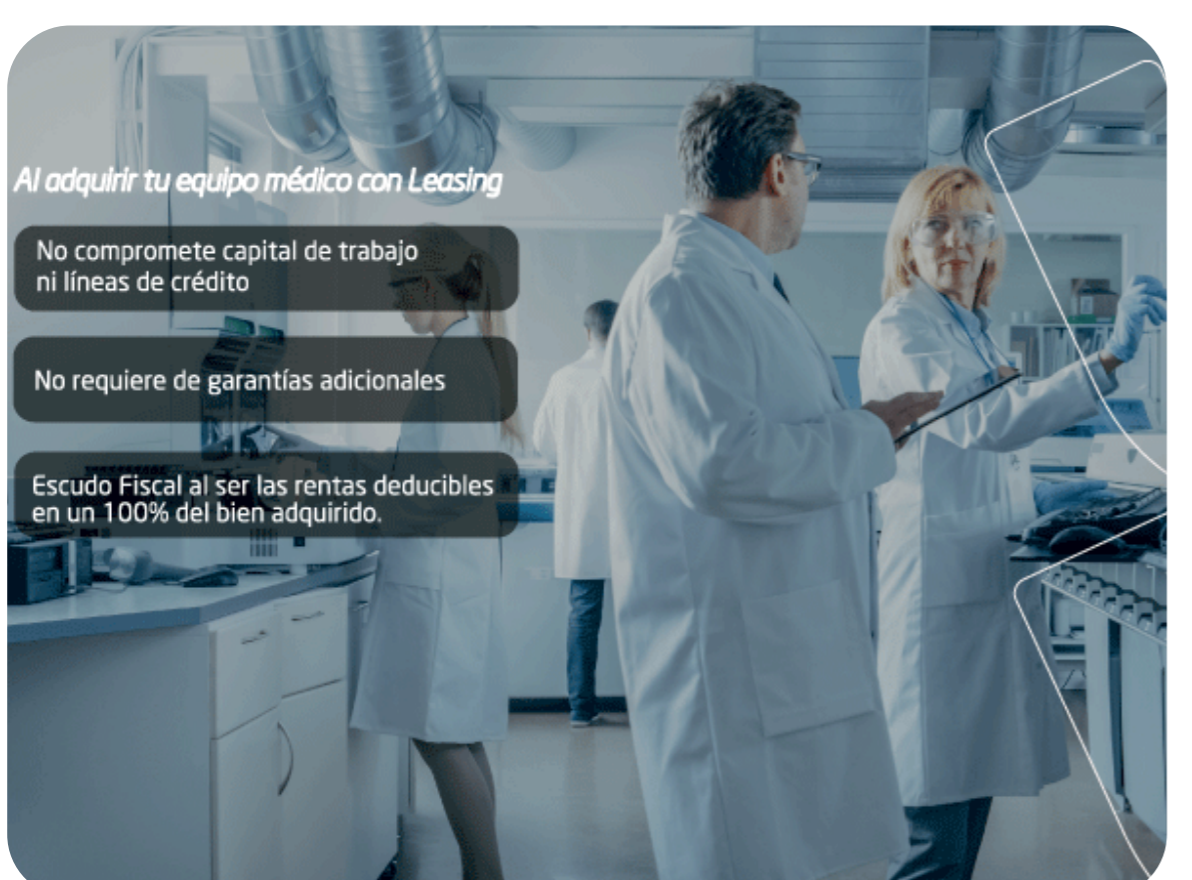 Al adquirir tu equipo médico con Leasing
No compromete capital de trabajo
ni líneas de crédito
No requiere de garantías adicionales
Escudo Fiscal al ser las rentas deducibles
en un 100% del bien adquirido.